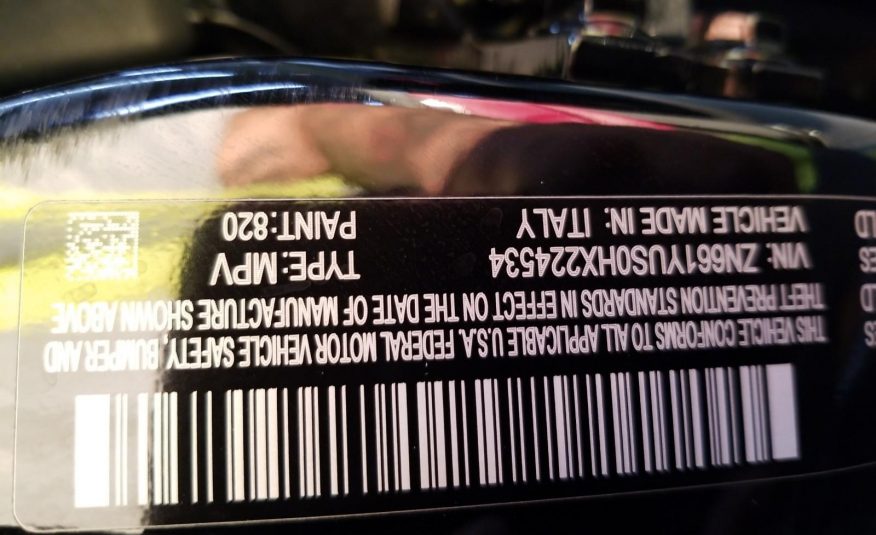 THIS VEHICLE CONFORMS TO ALL APPLICABLE U.S.A. FEDERAL MOTOR VEHICLE SAFETY, BUMPER AND
THEFT PREVENTION STANDARDS IN EFFECT ON THE DATE OF MANUFACTURE SHOWN ABOVE
VIN: ZN661YUS0HX224534 TYPE: MPV
VEHICLE MADE IN: ITALY PAINT: 820